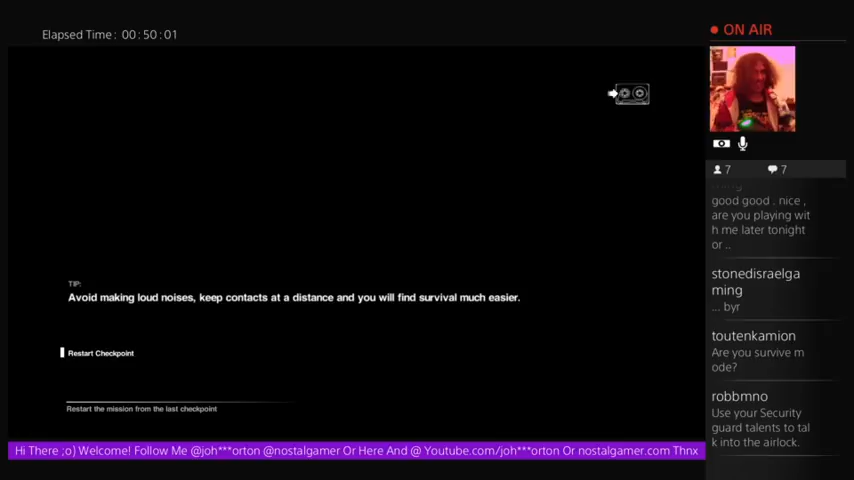 Elapsed Time : 00 : 50 : 01
ON AIR
7
7
good good . nice ,
are you playing wit
h me later tonight
or ..
stonedisraelga
ming
... byr
toutenkamion
Are you survive m
ode?
robbmno
Use your Security
guard talents to tal
k into the airlock.
TIP:
Avoid making loud noises, keep contacts at a distance and you will find survival much easier.
Restart Checkpoint
Restart the mission from the last checkpoint
Hi There ;o) Welcome! Follow Me @joh***orton @nostalgamer Or Here And @ Youtube.com/joh***orton Or nostalgamer.com Thnx